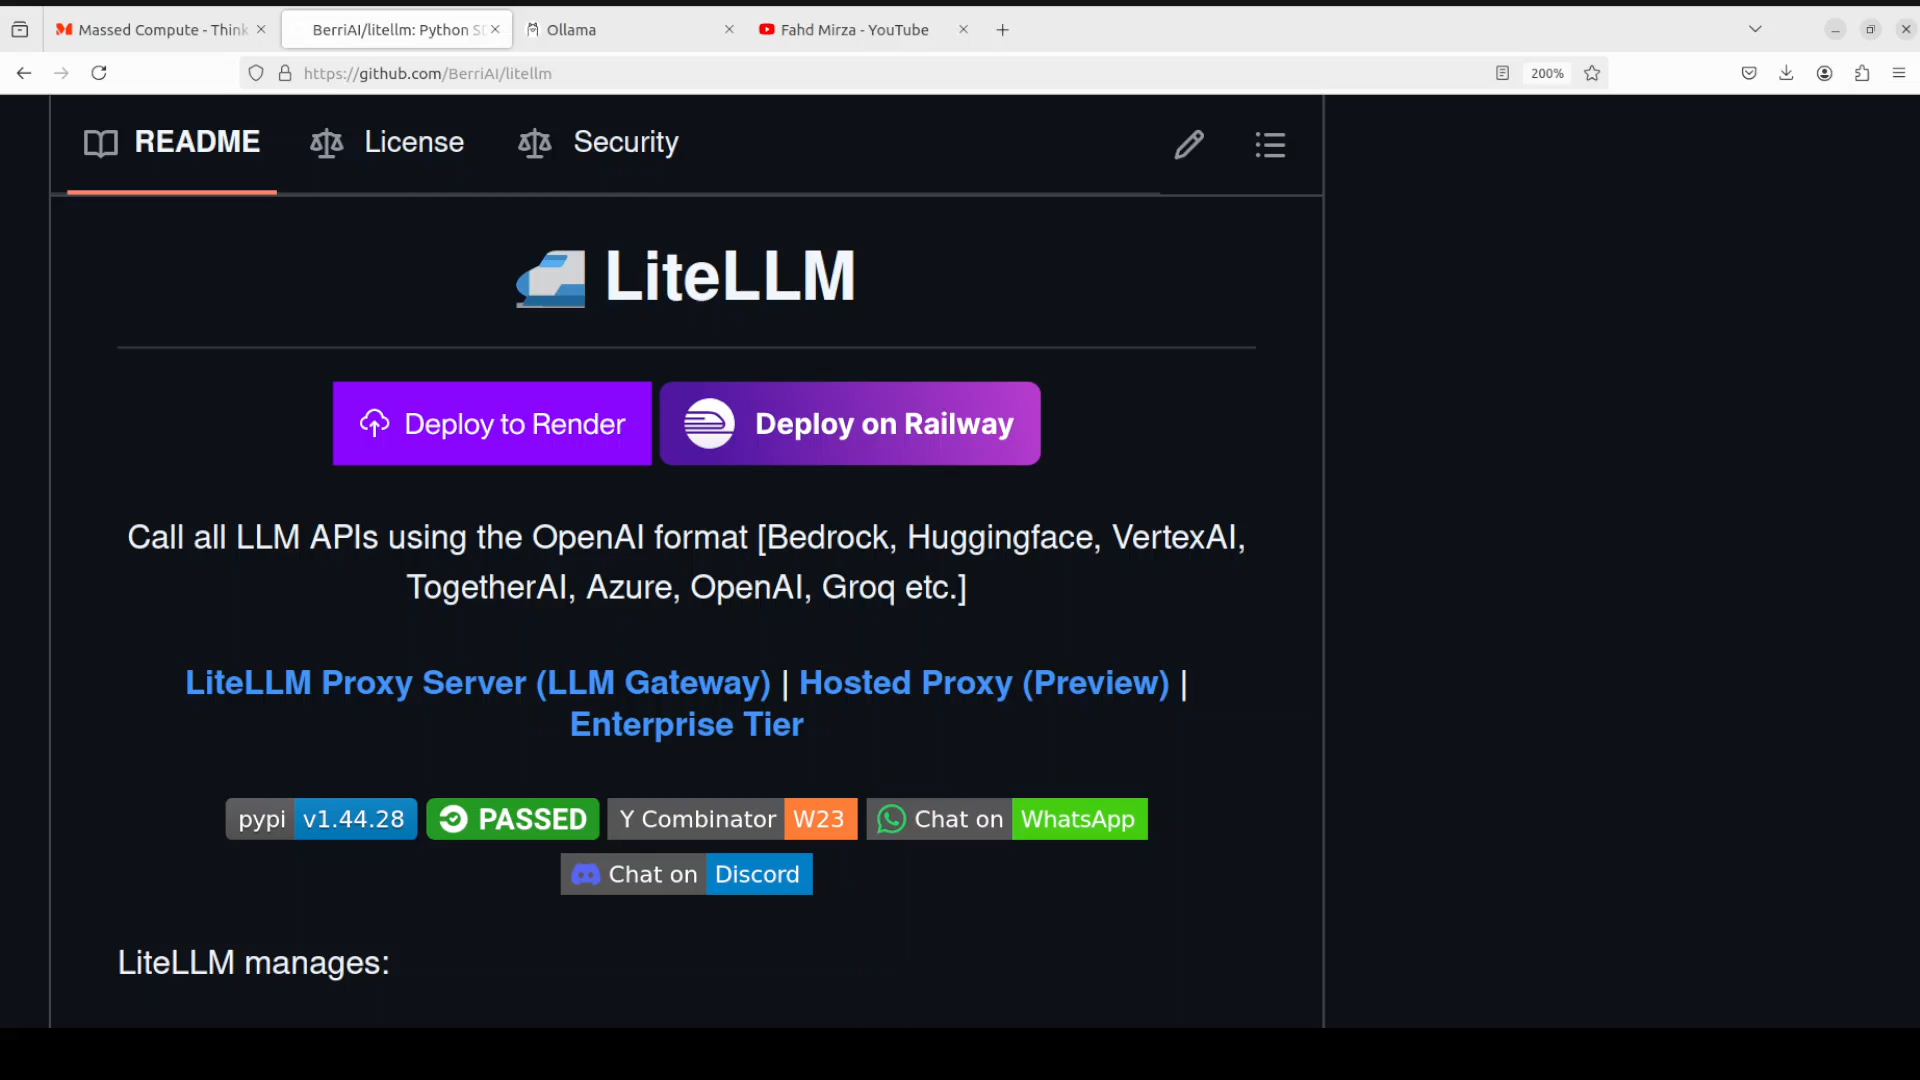 Massed Compute - Think
BerriAI/litellm: Python SD
Ollama
Fahd Mirza - YouTube
https://github.com/BerriAI/litellm
200%
README
License
Security
LiteLLM
Deploy to Render
Deploy on Railway
Call all LLM APIs using the OpenAI format [Bedrock, Huggingface, VertexAI,
TogetherAI, Azure, OpenAI, Groq etc.]
LiteLLM Proxy Server (LLM Gateway) | Hosted Proxy (Preview) |
Enterprise Tier
pypi v1.44.28 PASSED Y Combinator W23 Chat on WhatsApp
Chat on Discord
LiteLLM manages: